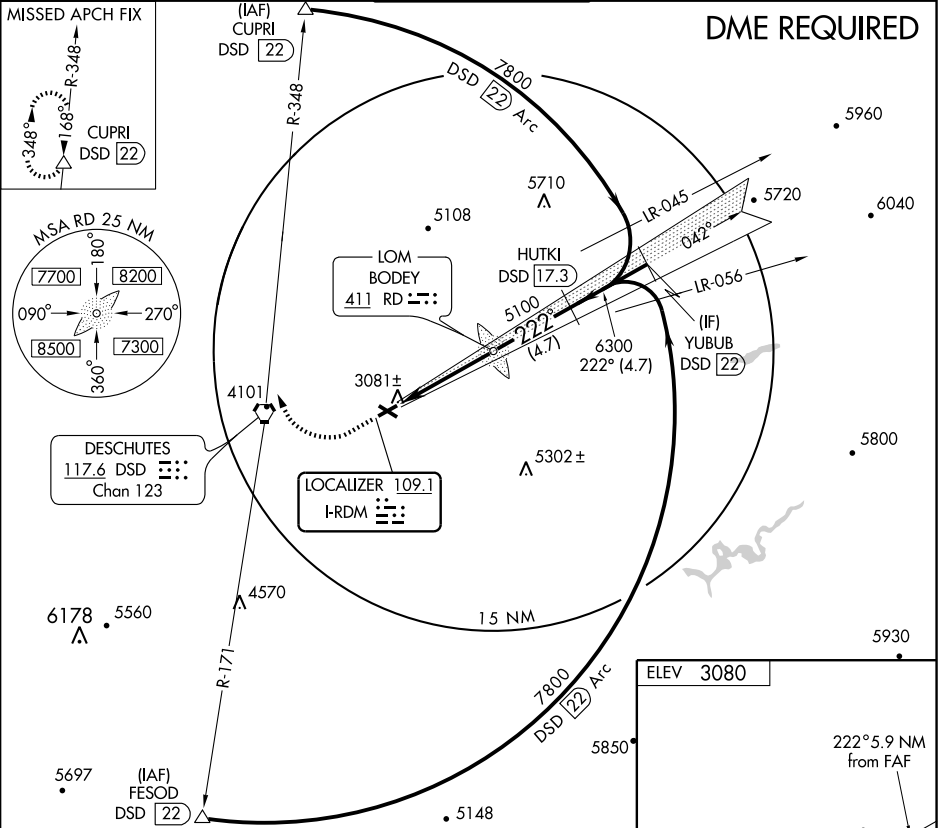 MISSED APCH FIX
R-348
348°
168°
CUPRI
DSD 22
(IAF)
CUPRI
DSD 22
R-348
DME REQUIRED
7800
DSD 22 Arc
5960
5710
5108
LR-045
5720
6040
042°
MSA RD 25 NM
180°
7700
8200
090°
270°
8500
7300
360°
LOM
BODEY
411 RD
HUTKI
DSD 17.3
LR-056
5100
222°
(4.7)
6300
222° (4.7)
(IF)
YUBUB
DSD 22
3081±
4101
DESCHUTES
117.6 DSD
Chan 123
LOCALIZER 109.1
I-RDM
5302±
5800
4570
6178
5560
15 NM
R-171
5930
7800
DSD 22 Arc
ELEV 3080
5850
222° 5.9 NM
from FAF
5697
(IAF)
FESOD
DSD 22
5148